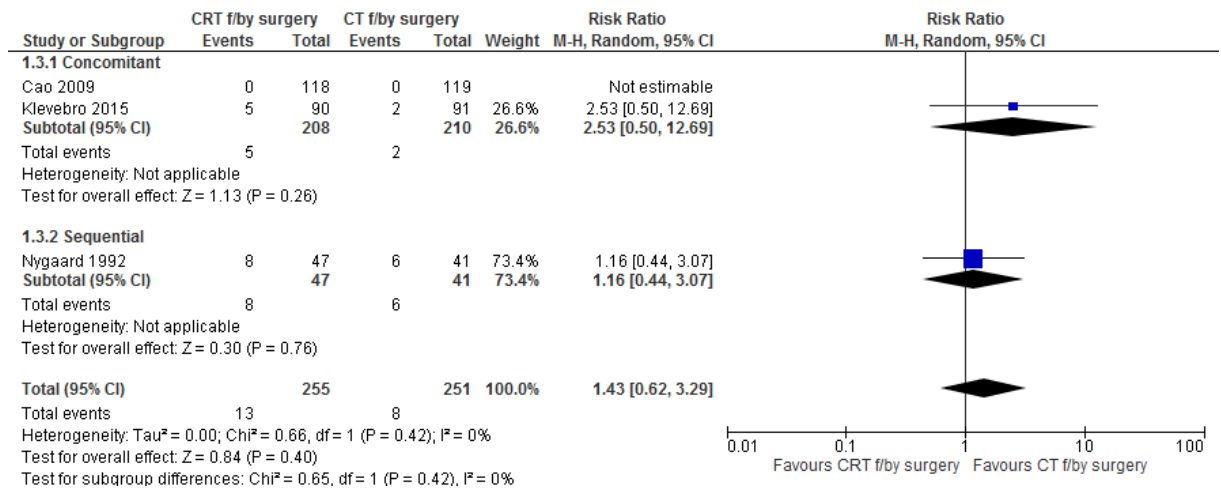 CRT f/by surgery CT f/by surgery Risk Ratio Risk Ratio
Study or Subgroup Events Total Events Total Weight M-H, Random, 95% CI M-H, Random, 95% CI
1.3.1 Concomitant
Cao 2009 0 118 0 119 Not estimable
Klevebro 2015 5 90 2 91 26.6% 2.53 [0.50, 12.69]
Subtotal (95% CI) 208 210 26.6% 2.53 [0.50, 12.69]
Total events 5 2
Heterogeneity: Not applicable
Test for overall effect: Z = 1.13 (P = 0.26)
1.3.2 Sequential
Nygaard 1992 8 47 6 41 73.4% 1.16 [0.44, 3.07]
Subtotal (95% CI) 47 41 73.4% 1.16 [0.44, 3.07]
Total events 8 6
Heterogeneity: Not applicable
Test for overall effect: Z = 0.30 (P = 0.76)
Total (95% CI) 255 251 100.0% 1.43 [0.62, 3.29]
Total events 13 8
Heterogeneity: Tau² = 0.00; Chi² = 0.66, df = 1 (P = 0.42); I² = 0%
Test for overall effect: Z = 0.84 (P = 0.40)
Test for subgroup differences: Chi² = 0.65, df = 1 (P = 0.42), I² = 0%
0.01 0.1 1 10 100
Favours CRT f/by surgery Favours CT f/by surgery